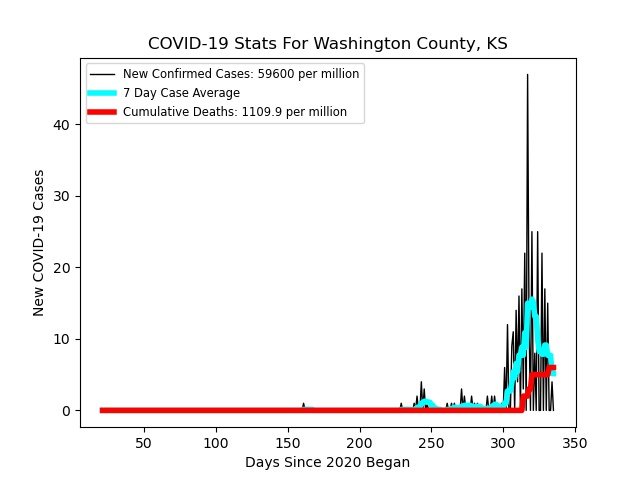 COVID-19 Stats For Washington County, KS
New Confirmed Cases: 59600 per million
7 Day Case Average
Cumulative Deaths: 1109.9 per million
New COVID-19 Cases
40
30
20
10
0
50 100 150 200 250 300 350
Days Since 2020 Began